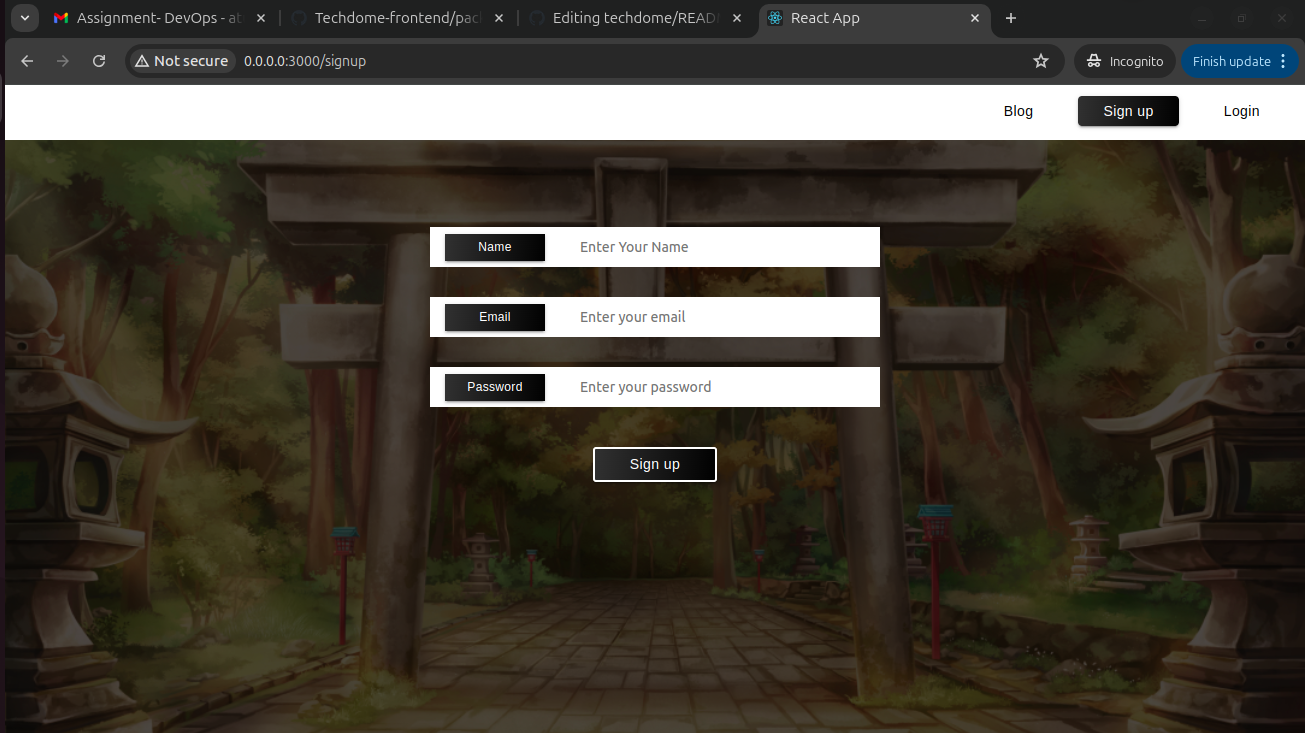 Assignment- DevOps - at
Techdome-frontend/pac
Editing techdome/READ
React App
Not secure
0.0.0.0:3000/signup
Incognito
Finish update
Blog
Sign up
Login
Name
Enter Your Name
Email
Enter your email
Password
Enter your password
Sign up